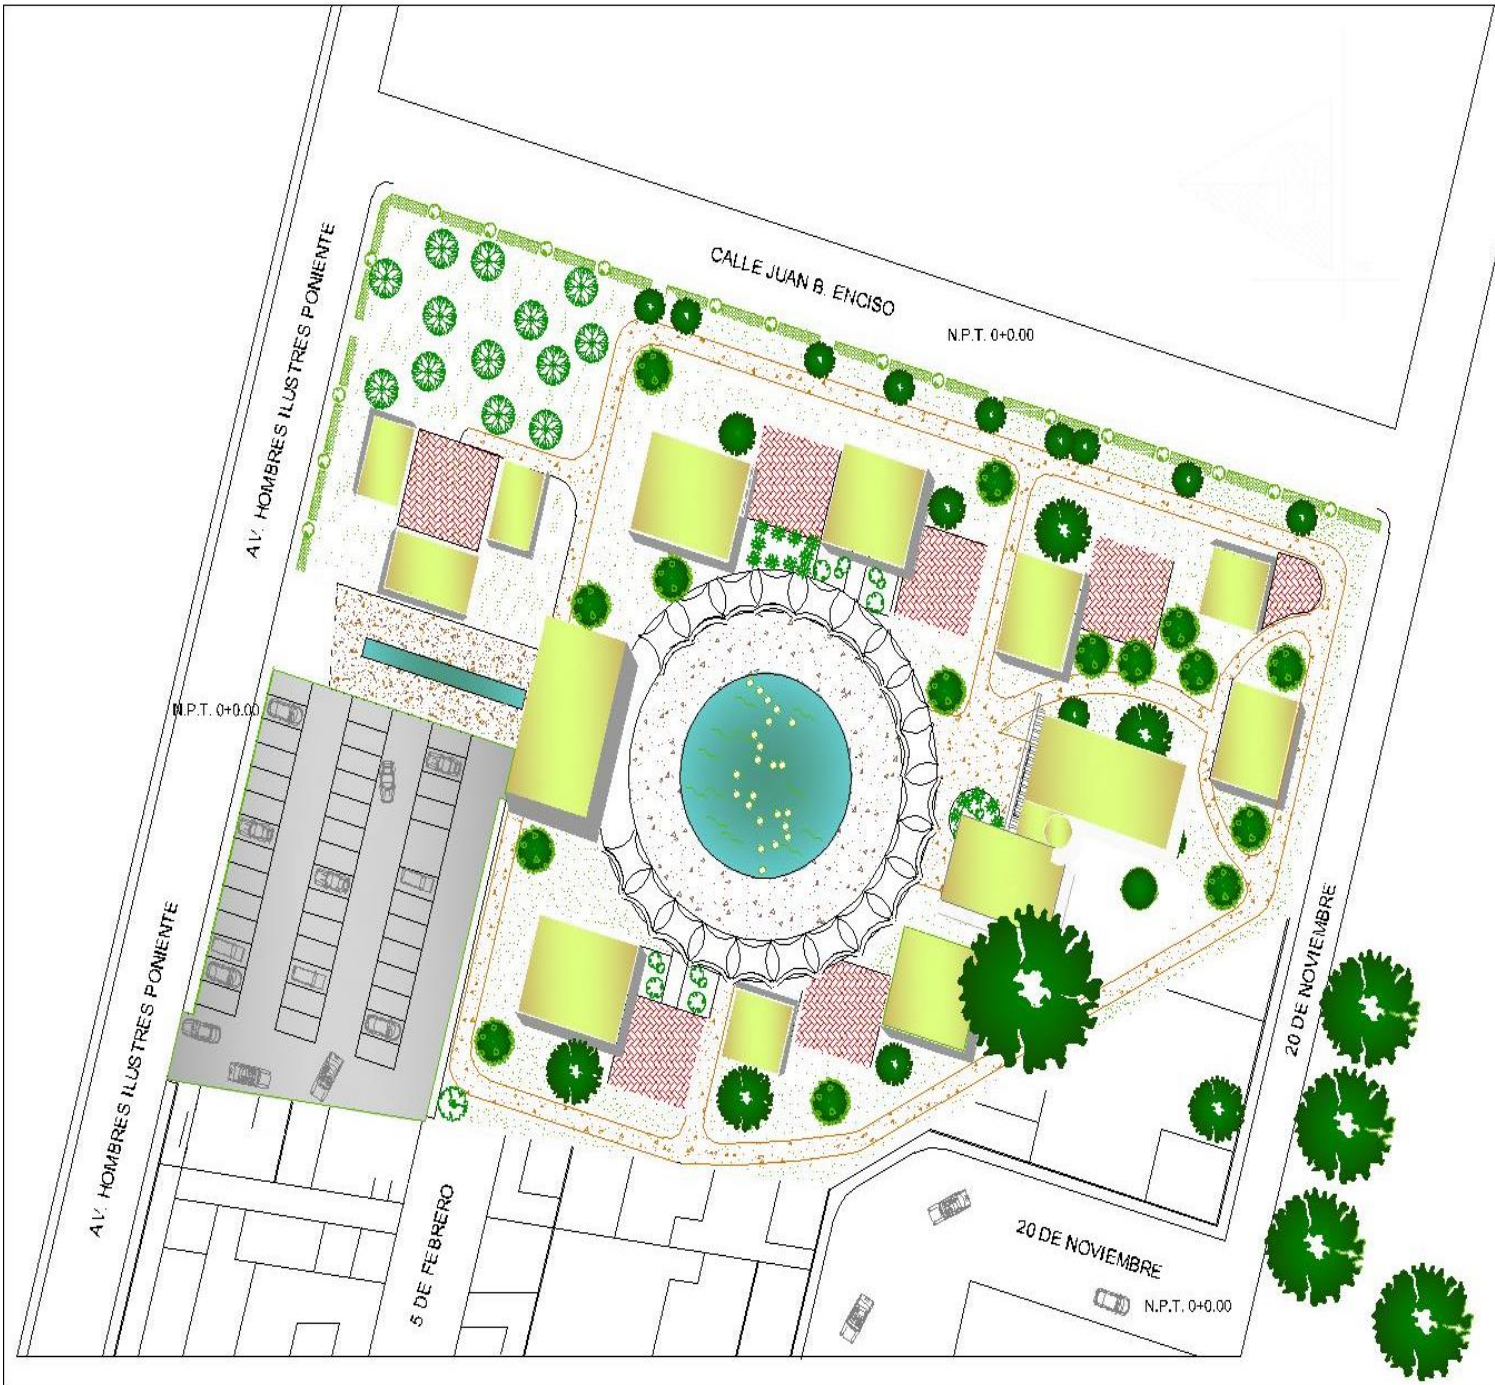 CALLE JUAN B. ENCISO
N.P.T. 0+0.00
AV. HOMBRES ILUSTRES PONIENTE
N.P.T. 0+0.00
AV. HOMBRES ILUSTRES PONIENTE
20 DE NOVIEMBRE
5 DE FEBRERO
20 DE NOVIEMBRE
N.P.T. 0+0.00